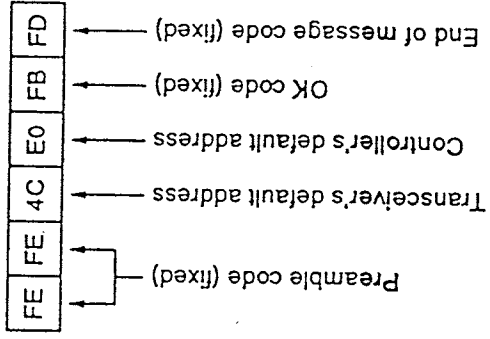 FE FE 4C E0 FB FD
Preamble code (fixed)
Transceiver's default address
Controller's default address
OK code (fixed)
End of message code (fixed)